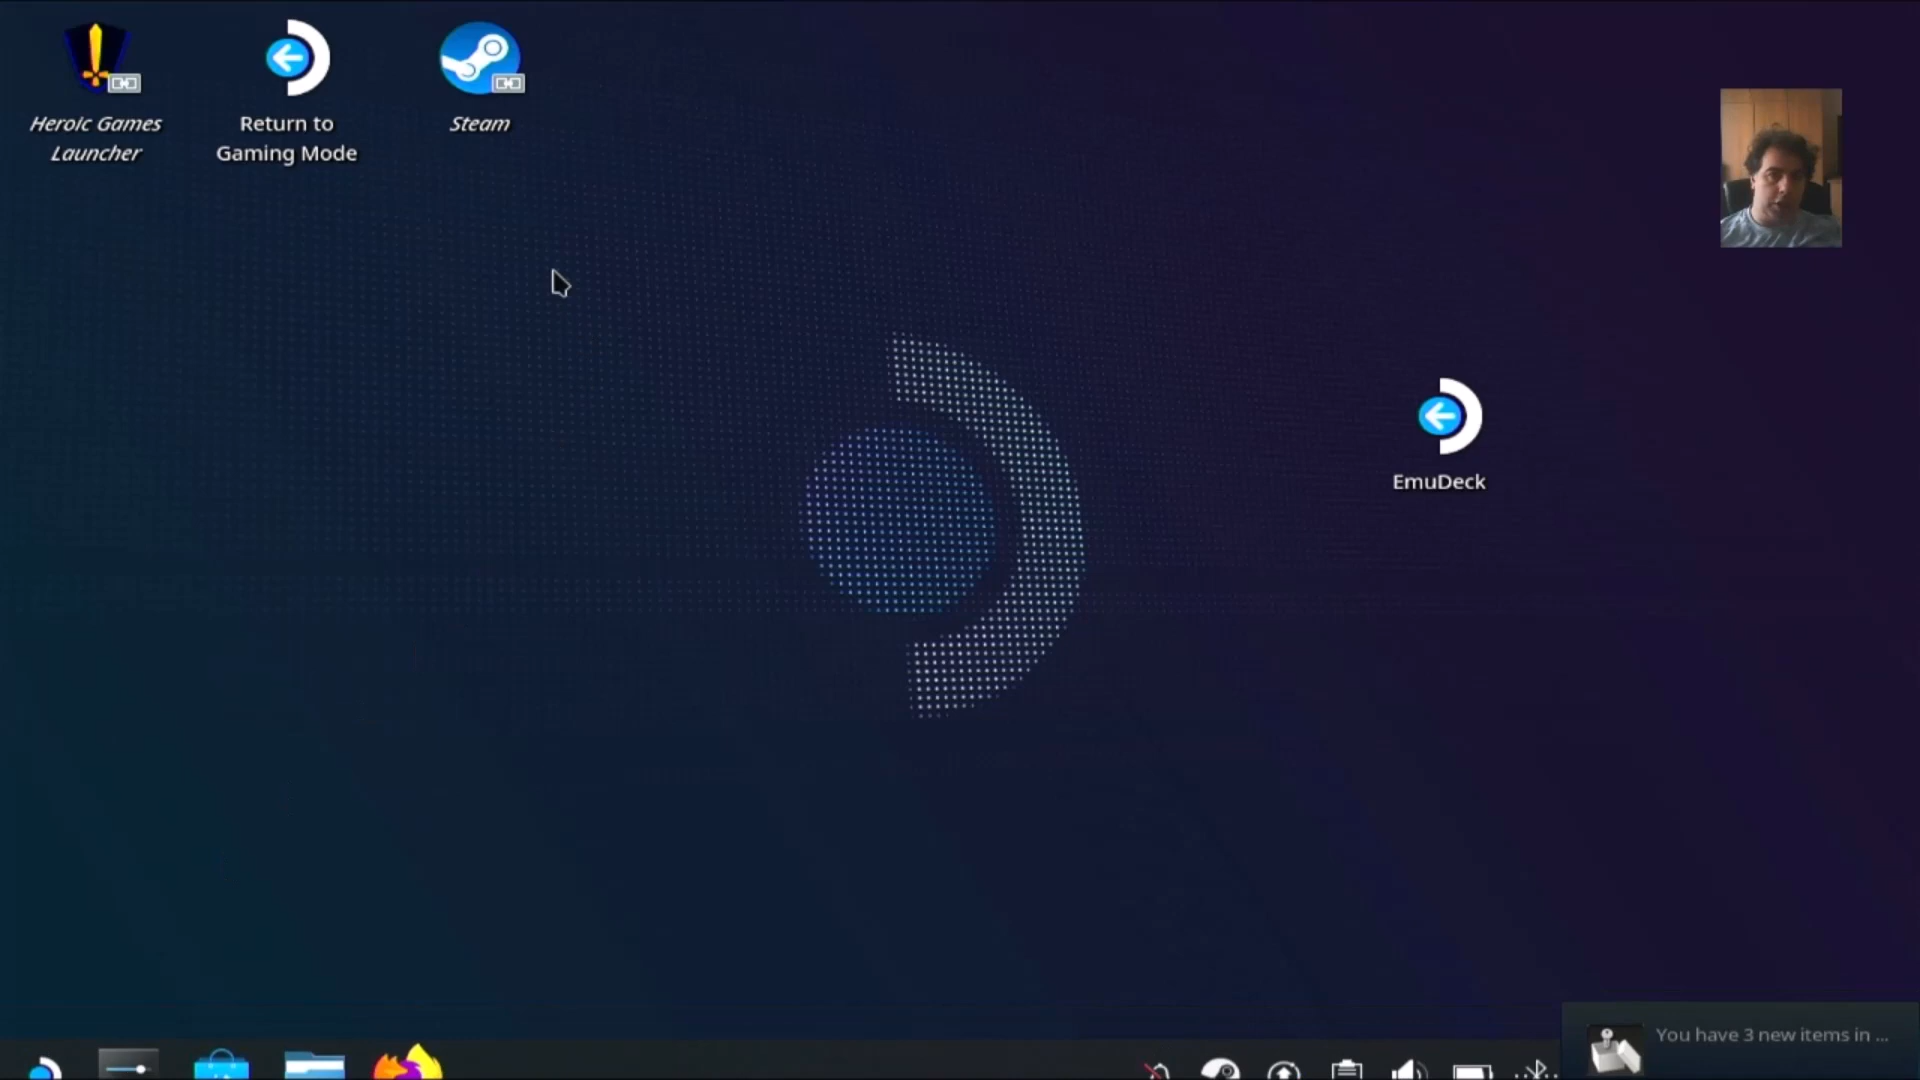 Heroic Games
Launcher
Return to
Gaming Mode
Steam
EmuDeck
You have 3 new items in ...